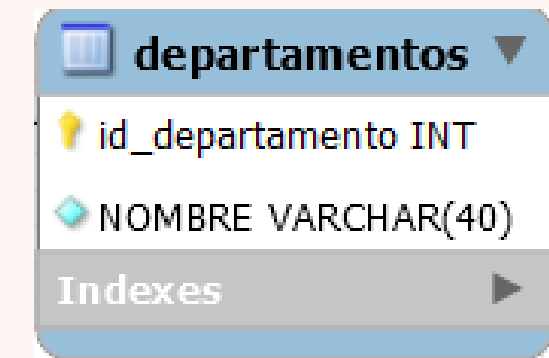 departamentos
id_departamento INT
NOMBRE VARCHAR(40)
Indexes